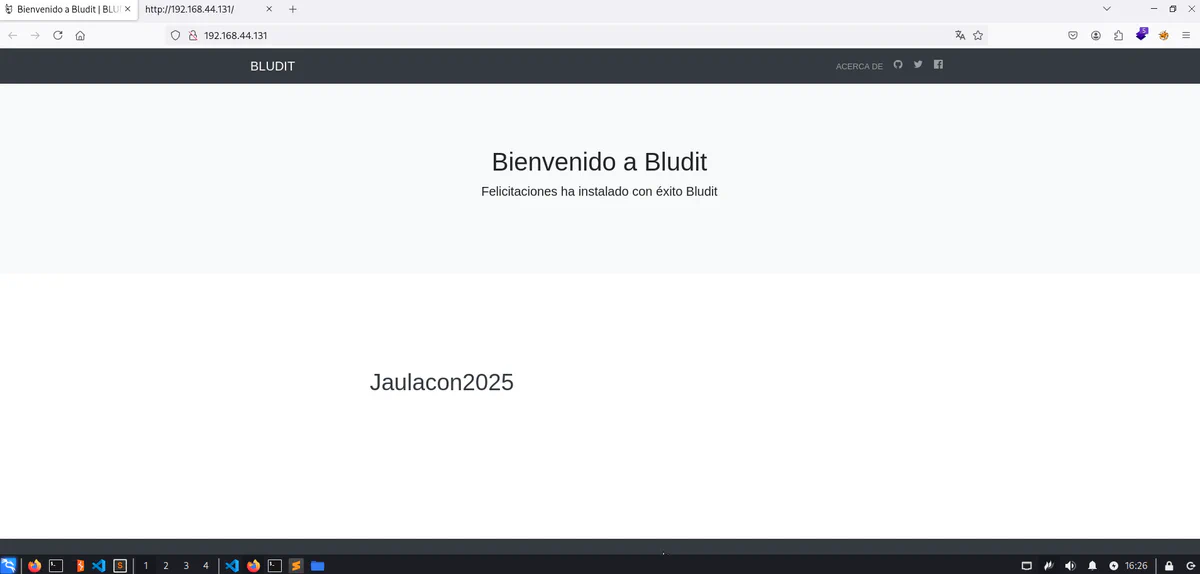 Bienvenido a Bludit | BLU
http://192.168.44.131/
192.168.44.131
BLUDIT
ACERCA DE
Bienvenido a Bludit
Felicitaciones ha instalado con éxito Bludit
Jaulacon2025
1 2 3 4
16:26